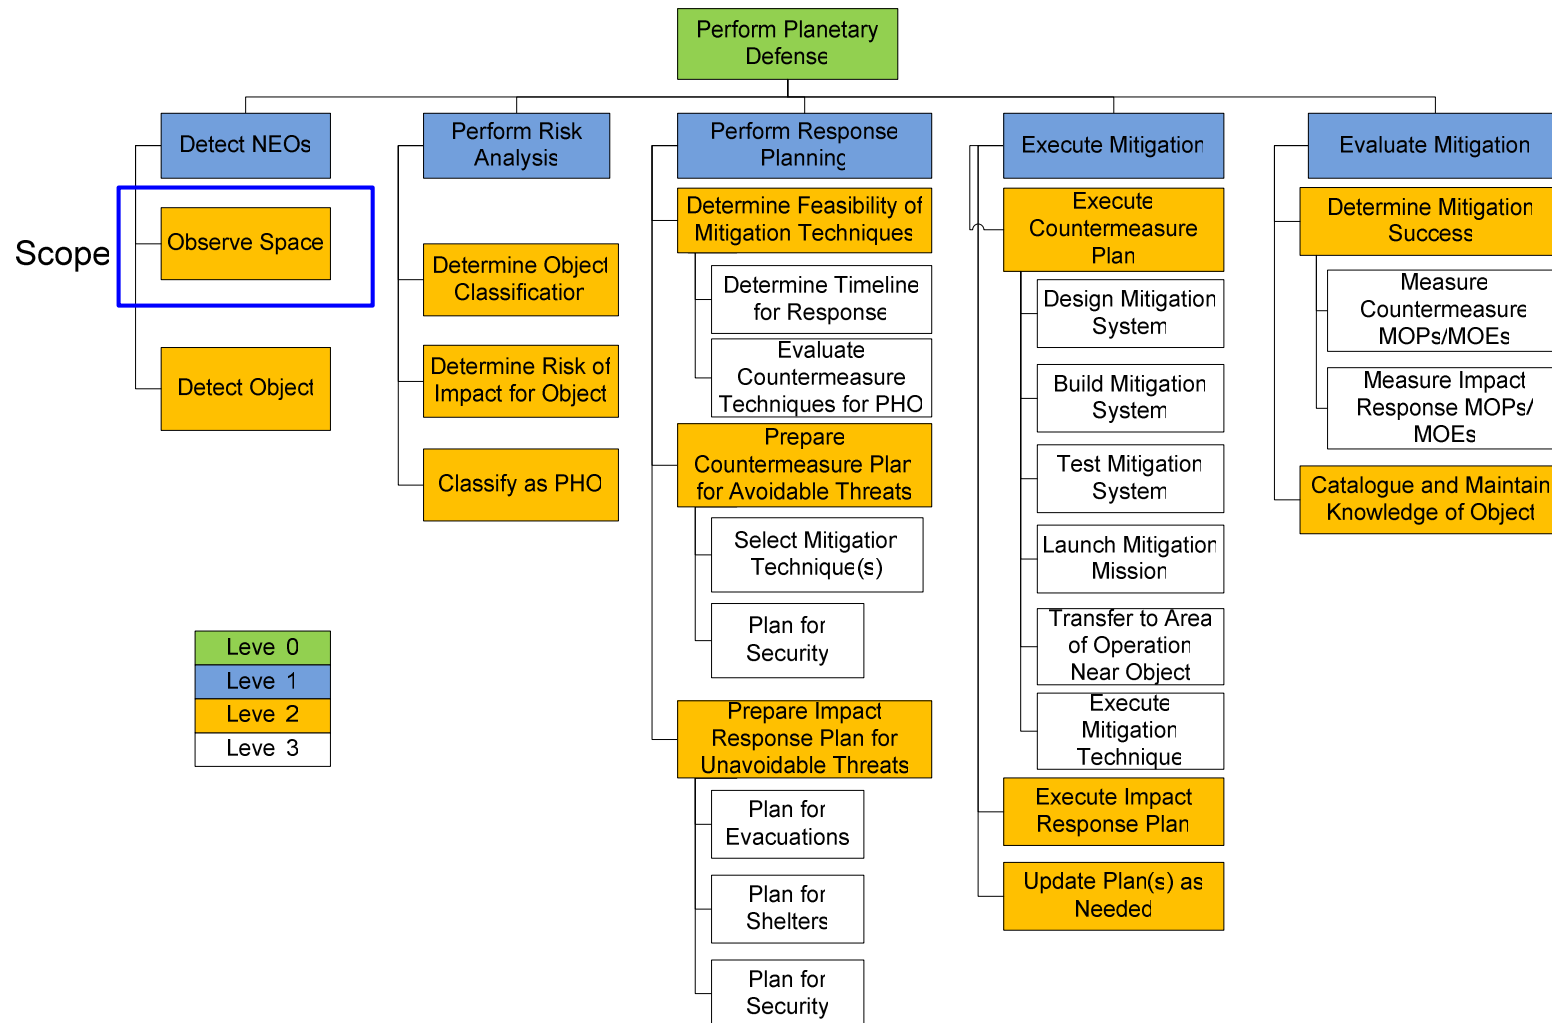 Perform Planetary
Defense
Detect NEOs
Scope
Observe Space
Detect Object
Perform Risk
Analysis
Determine Object
Classification
Determine Risk of
Impact for Object
Classify as PHO
Perform Response
Planning
Determine Feasibility of
Mitigation Techniques
Determine Timeline
for Response
Evaluate
Countermeasure
Techniques for PHO
Prepare
Countermeasure Plan
for Avoidable Threats
Select Mitigation
Technique(s)
Plan for
Security
Prepare Impact
Response Plan for
Unavoidable Threats
Plan for
Evacuations
Plan for
Shelters
Plan for
Security
Execute Mitigation
Execute
Countermeasure
Plan
Design Mitigation
System
Build Mitigation
System
Test Mitigation
System
Launch Mitigation
Mission
Transfer to Area
of Operation
Near Object
Execute
Mitigation
Technique
Execute Impact
Response Plan
Update Plan(s) as
Needed
Evaluate Mitigation
Determine Mitigation
Success
Measure
Countermeasure
MOPs/MOEs
Measure Impact
Response MOPs/
MOEs
Catalogue and Maintain
Knowledge of Object
Leve 0
Leve 1
Leve 2
Leve 3